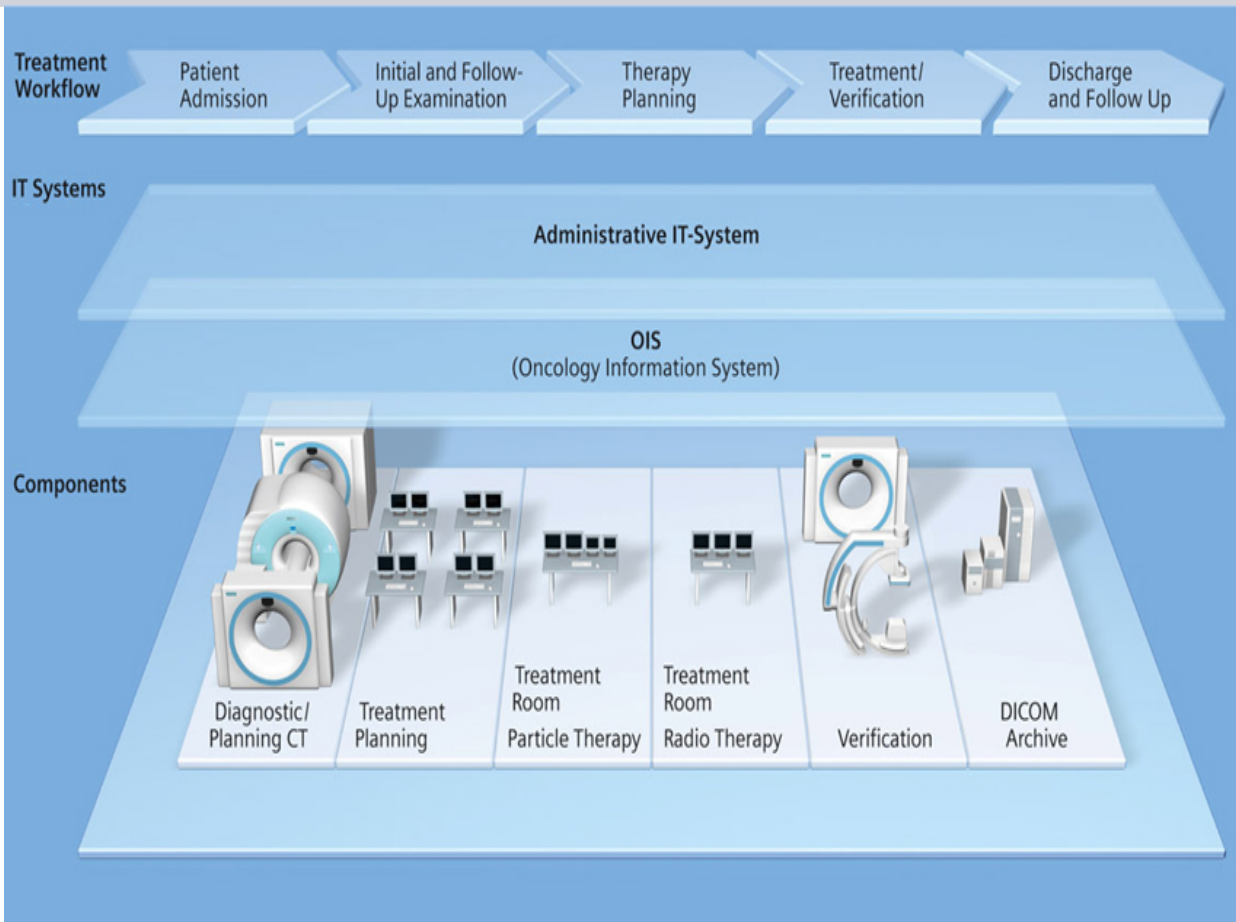 Treatment
Workflow
Patient
Admission
Initial and Follow-
Up Examination
Therapy
Planning
Treatment/
Verification
Discharge
and Follow Up
IT Systems
Administrative IT-System
OIS
(Oncology Information System)
Components
Diagnostic/
Planning CT
Treatment
Planning
Treatment
Room
Particle Therapy
Treatment
Room
Radio Therapy
Verification
DICOM
Archive